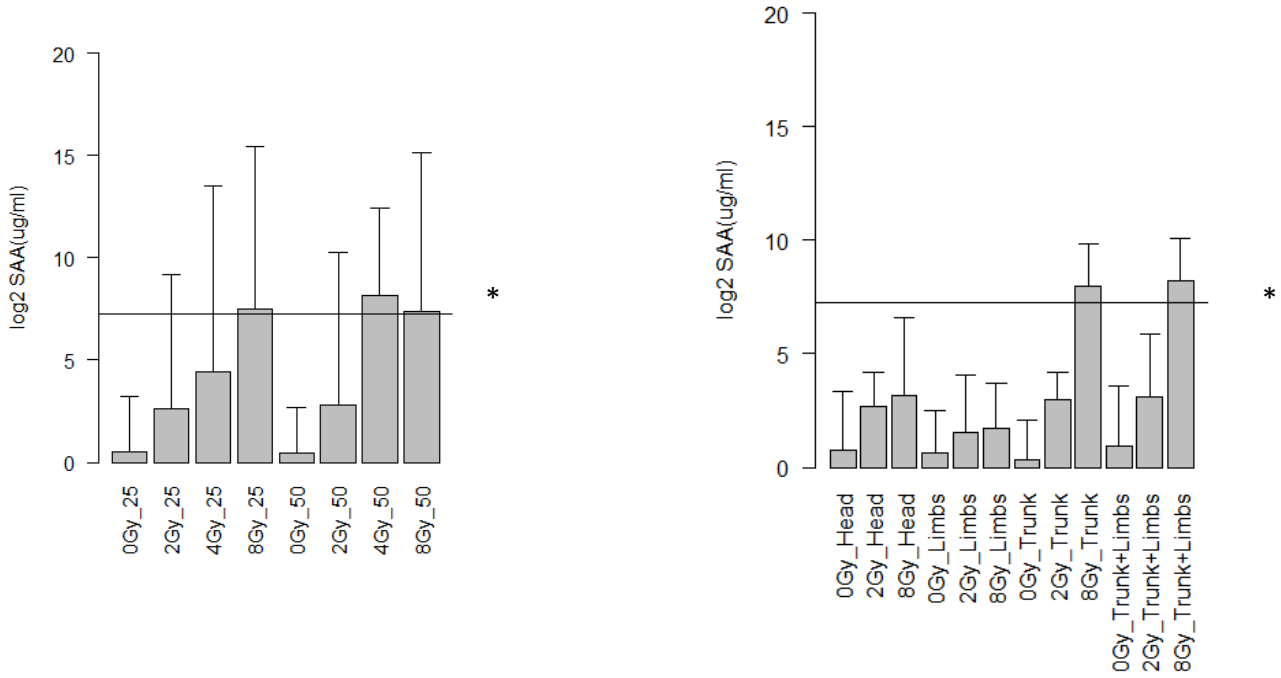 log2 SAA(ug/ml)
20
15
10
5
0
0Gy_25
2Gy_25
4Gy_25
8Gy_25
0Gy_50
2Gy_50
4Gy_50
8Gy_50
*
log2 SAA(ug/ml)
20
15
10
5
0
0Gy_Head
2Gy_Head
8Gy_Head
0Gy_Limbs
2Gy_Limbs
8Gy_Limbs
0Gy_Trunk
2Gy_Trunk
8Gy_Trunk
0Gy_Trunk+Limbs
2Gy_Trunk+Limbs
8Gy_Trunk+Limbs
*